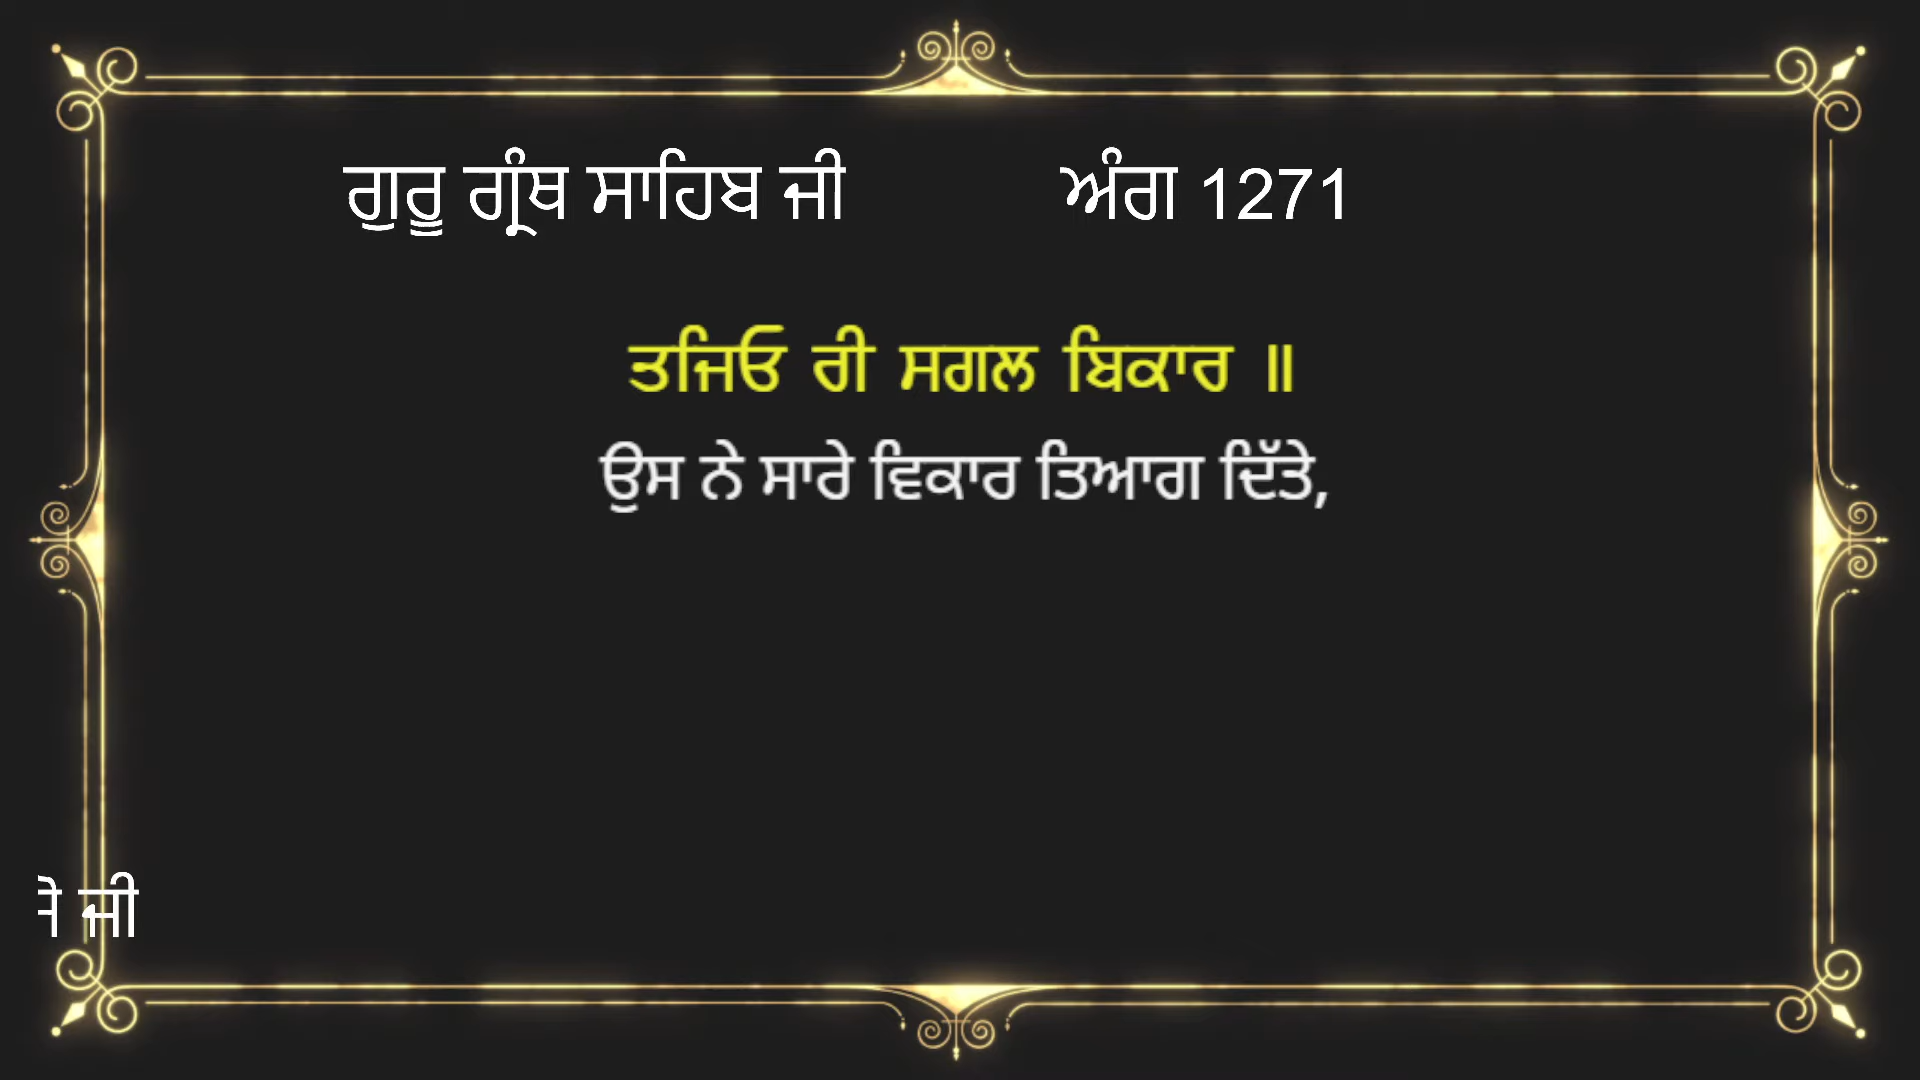 ਗੁਰੂ ਗ੍ਰੰਥ ਸਾਹਿਬ ਜੀ ਅੰਗ 1271
ਤਜਿਓ ਰੀ ਸਗਲ ਬਿਕਾਰ ॥
ਉਸ ਨੇ ਸਾਰੇ ਵਿਕਾਰ ਤਿਆਗ ਦਿੱਤੇ,
ਜੀ